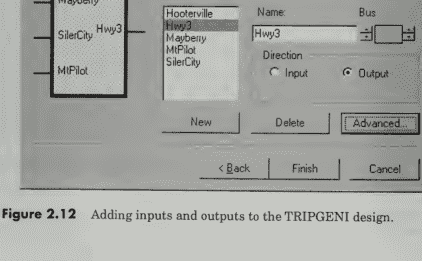 Mayberry
SilerCity Hwy3
MtPilot
Hooterville
Hwy3
Mayberry
MtPilot
SilerCity
Name:
Bus
Hwy3
Direction
Input
Output
New
Delete
Advanced...
< Back
Finish
Cancel
Figure 2.12 Adding inputs and outputs to the TRIPGENI design.